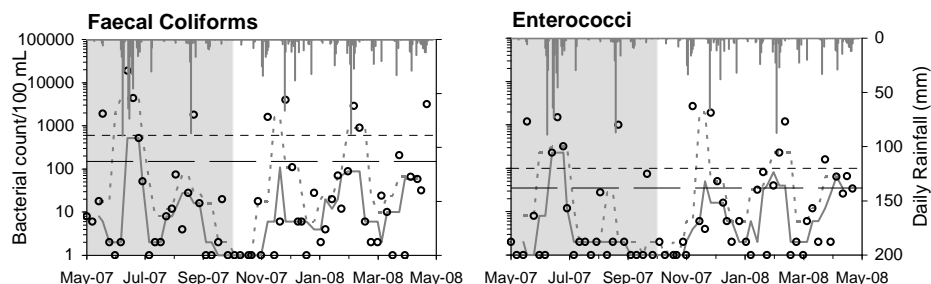 Faecal Coliforms
Enterococci
Bacterial count/100 mL
100000
10000
1000
100
10
1
May-07 Jul-07 Sep-07 Nov-07 Jan-08 Mar-08 May-08
May-07 Jul-07 Sep-07 Nov-07 Jan-08 Mar-08 May-08
0
50
100
150
200
Daily Rainfall (mm)